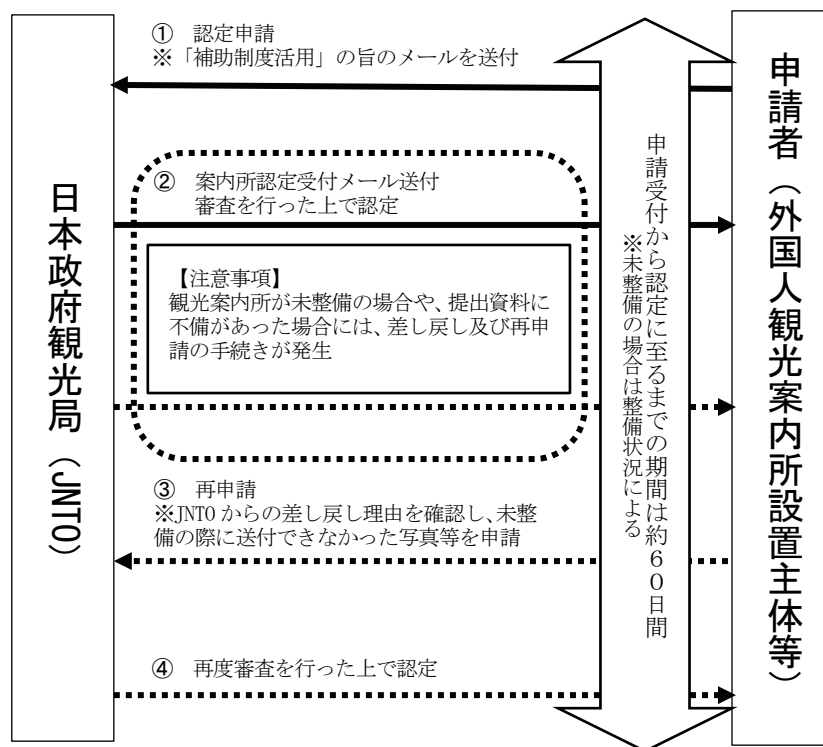 ① 認定申請
※「補助制度活用」の旨のメールを送付
② 案内所認定受付メール送付
審査を行った上で認定
【注意事項】
観光案内所が未整備の場合や、提出資料に
不備があった場合には、差し戻し及び再申
請の手続きが発生
③ 再申請
※JNTO からの差し戻し理由を確認し、未整
備の際に送付できなかった写真等を申請
④ 再度審査を行った上で認定
日本政府観光局（JNTO）
申請受付から認定に至るまでの期間は約６０日間
※未整備の場合は整備状況による
申請者（外国人観光案内所設置主体等）